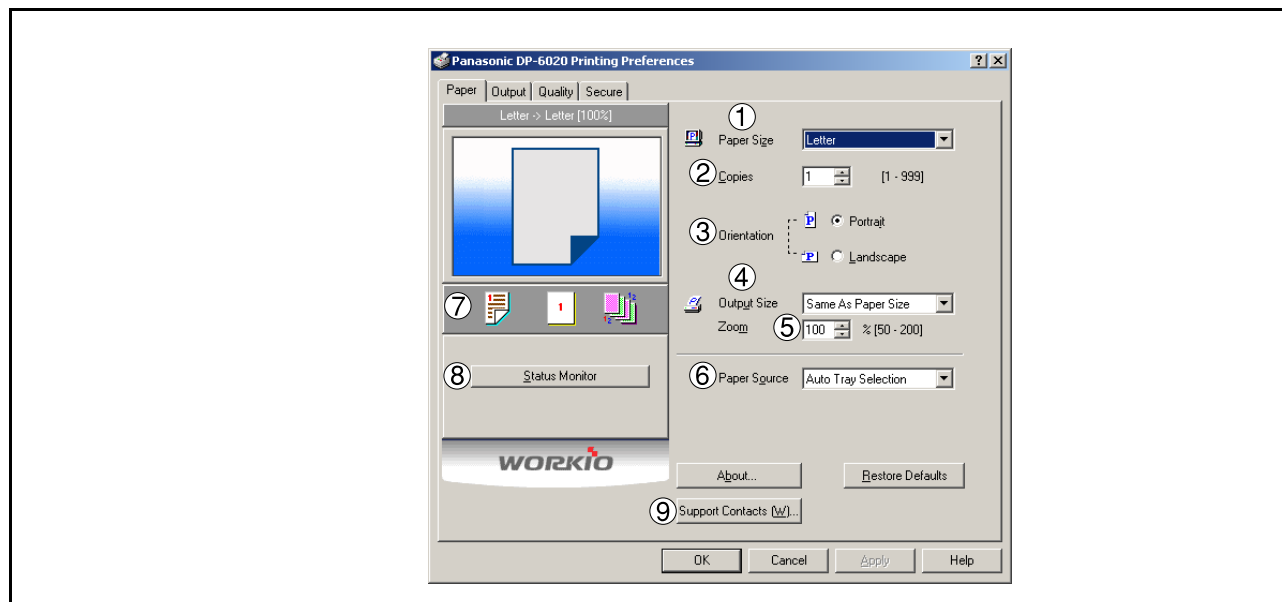 Panasonic DP-6020 Printing Preferences
Paper Output Quality Secure
Letter -> Letter [100%]
① Paper Size Letter
② Copies 1 [1 - 999]
③ Orientation
P Portrait
P Landscape
④ Output Size Same As Paper Size
Zoom ⑤ 100 % [50 - 200]
⑥ Paper Source Auto Tray Selection
⑦ 1 1 12 12
⑧ Status Monitor
WORKIO
About... Restore Defaults
⑨ Support Contacts (W)...
OK Cancel Apply Help